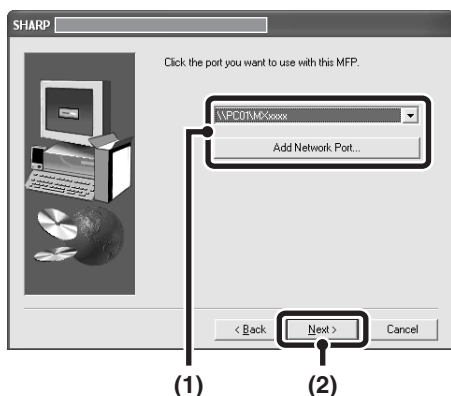 SHARP
Click the port you want to use with this MFP.
\\PC01\MXxxxx
Add Network Port...
< Back Next > Cancel
(1) (2)